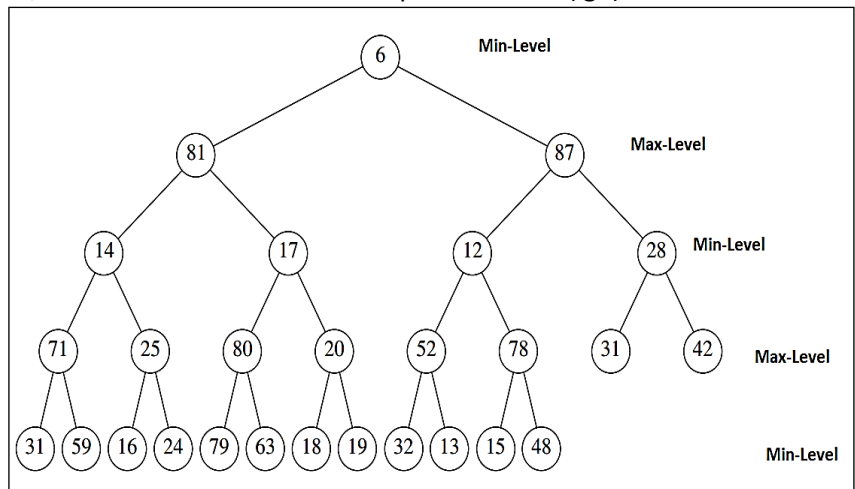 6 Min-Level
81 87 Max-Level
14 17 12 28 Min-Level
71 25 80 20 52 78 31 42 Max-Level
31 59 16 24 79 63 18 19 32 13 15 48 Min-Level